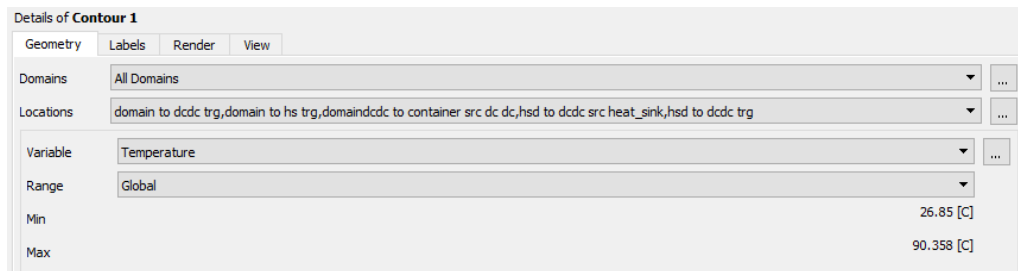 Details of Contour 1
Geometry Labels Render View
Domains All Domains ...
Locations domain to dcdc trg,domain to hs trg,domaindcdc to container src dc dc,hsd to dcdc src heat_sink,hsd to dcdc trg ...
Variable Temperature ...
Range Global
Min 26.85 [C]
Max 90.358 [C]